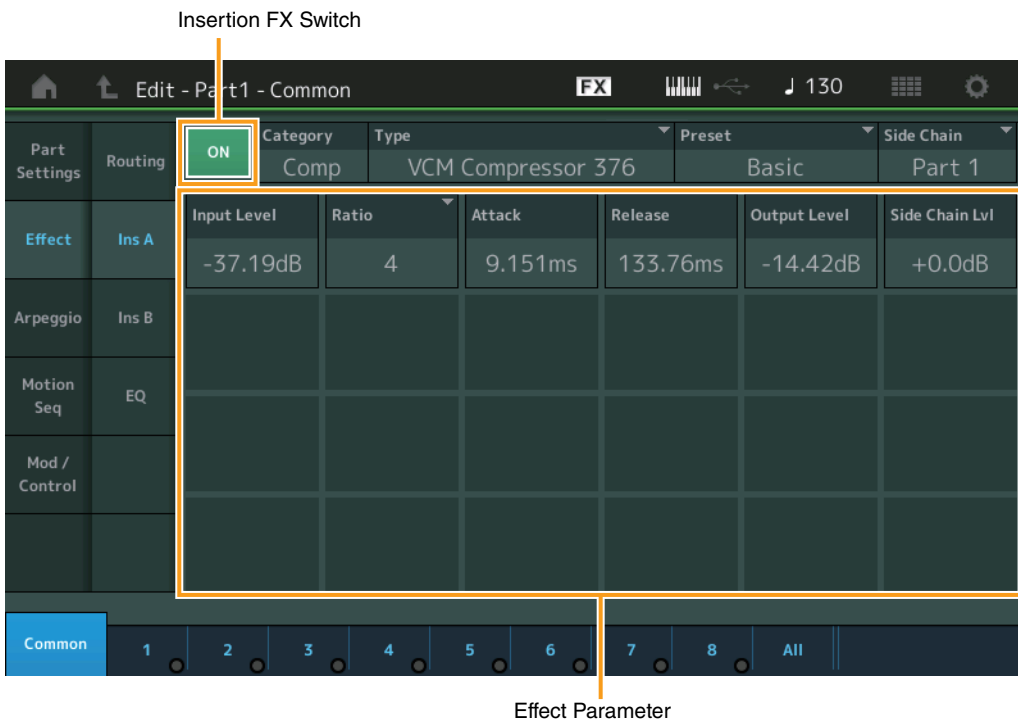 Insertion FX Switch
Edit - Part1 - Common
FX
130
Part Settings
Routing
ON
Category
Comp
Type
VCM Compressor 376
Preset
Basic
Side Chain
Part 1
Effect
Ins A
Input Level
-37.19dB
Ratio
4
Attack
9.151ms
Release
133.76ms
Output Level
-14.42dB
Side Chain Lvl
+0.0dB
Arpeggio
Ins B
Motion Seq
EQ
Mod / Control
Common
1
2
3
4
5
6
7
8
All
Effect Parameter